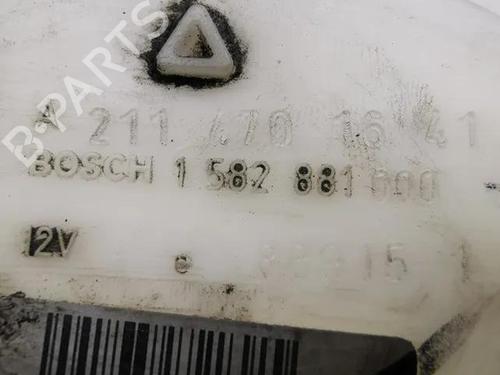 B-PARTS
A 211 470 16 41
BOSCH 1 582 881 000
12V